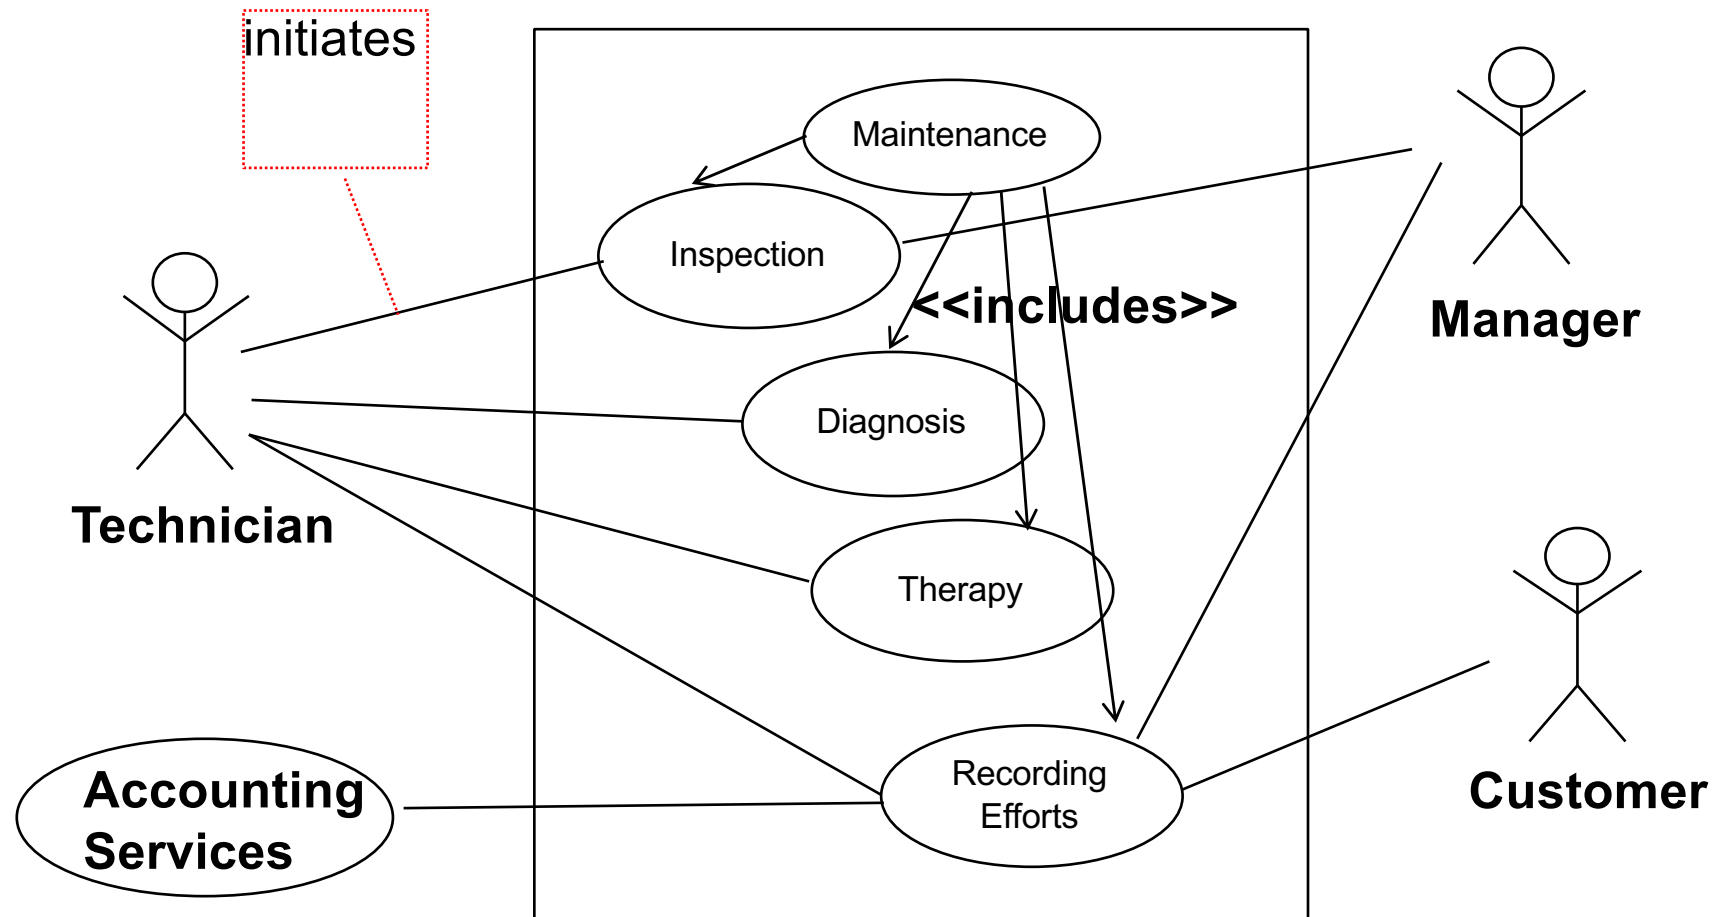 initiates
Maintenance
Inspection
<<includes>>
Manager
Diagnosis
Technician
Therapy
Recording
Efforts
Accounting
Services
Customer